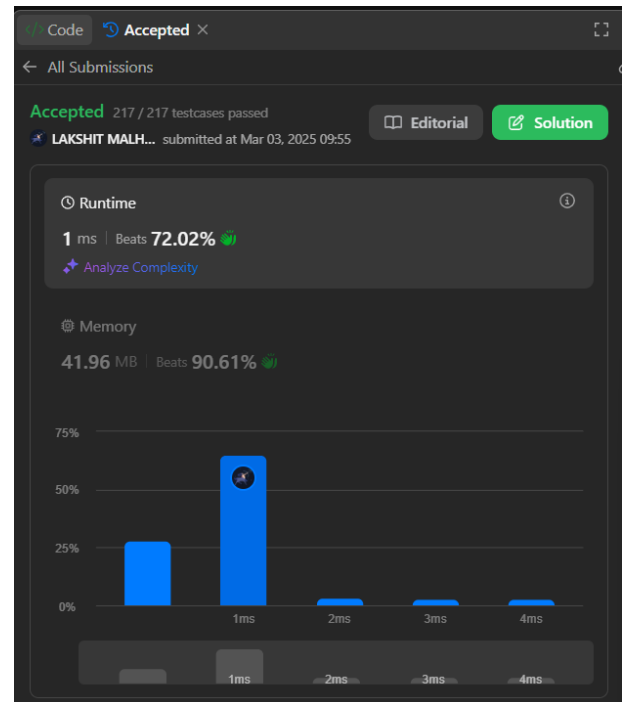 </> Code Accepted ×
← All Submissions
Accepted 217 / 217 testcases passed
LAKSHIT MALH... submitted at Mar 03, 2025 09:55
Editorial
Solution
Runtime
1 ms | Beats 72.02%
Analyze Complexity
Memory
41.96 MB | Beats 90.61%
75%
50%
25%
0%
1ms 2ms 3ms 4ms
1ms 2ms 3ms 4ms